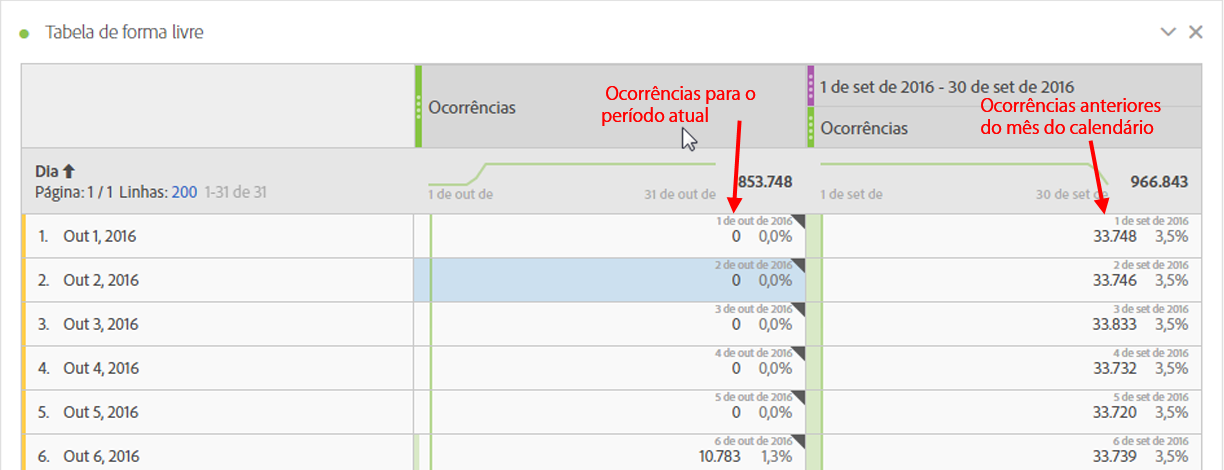 Tabela de forma livre
Ocorrências
Ocorrências para o
período atual
1 de set de 2016 - 30 de set de 2016
Ocorrências
Ocorrências anteriores
do mês do calendário
Dia
Página: 1 / 1 Linhas: 200 1-31 de 31
1 de out de 31 de out de 853.748
1 de set de 30 de set de 966.843
1 de out de 2016 1 de set de 2016
1. Out 1, 2016 0 0,0% 33.748 3,5%
2 de out de 2016 2 de set de 2016
2. Out 2, 2016 0 0,0% 33.746 3,5%
3 de out de 2016 3 de set de 2016
3. Out 3, 2016 0 0,0% 33.833 3,5%
4 de out de 2016 4 de set de 2016
4. Out 4, 2016 0 0,0% 33.732 3,5%
5 de out de 2016 5 de set de 2016
5. Out 5, 2016 0 0,0% 33.720 3,5%
6 de out de 2016 6 de set de 2016
6. Out 6, 2016 10.783 1,3% 33.739 3,5%